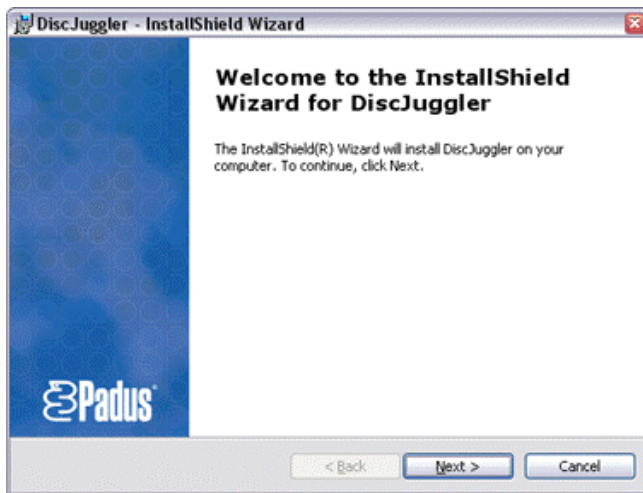 DiscJuggler - InstallShield Wizard
Welcome to the InstallShield
Wizard for DiscJuggler
The InstallShield(R) Wizard will install DiscJuggler on your
computer. To continue, click Next.
Padus®
< Back
Next >
Cancel